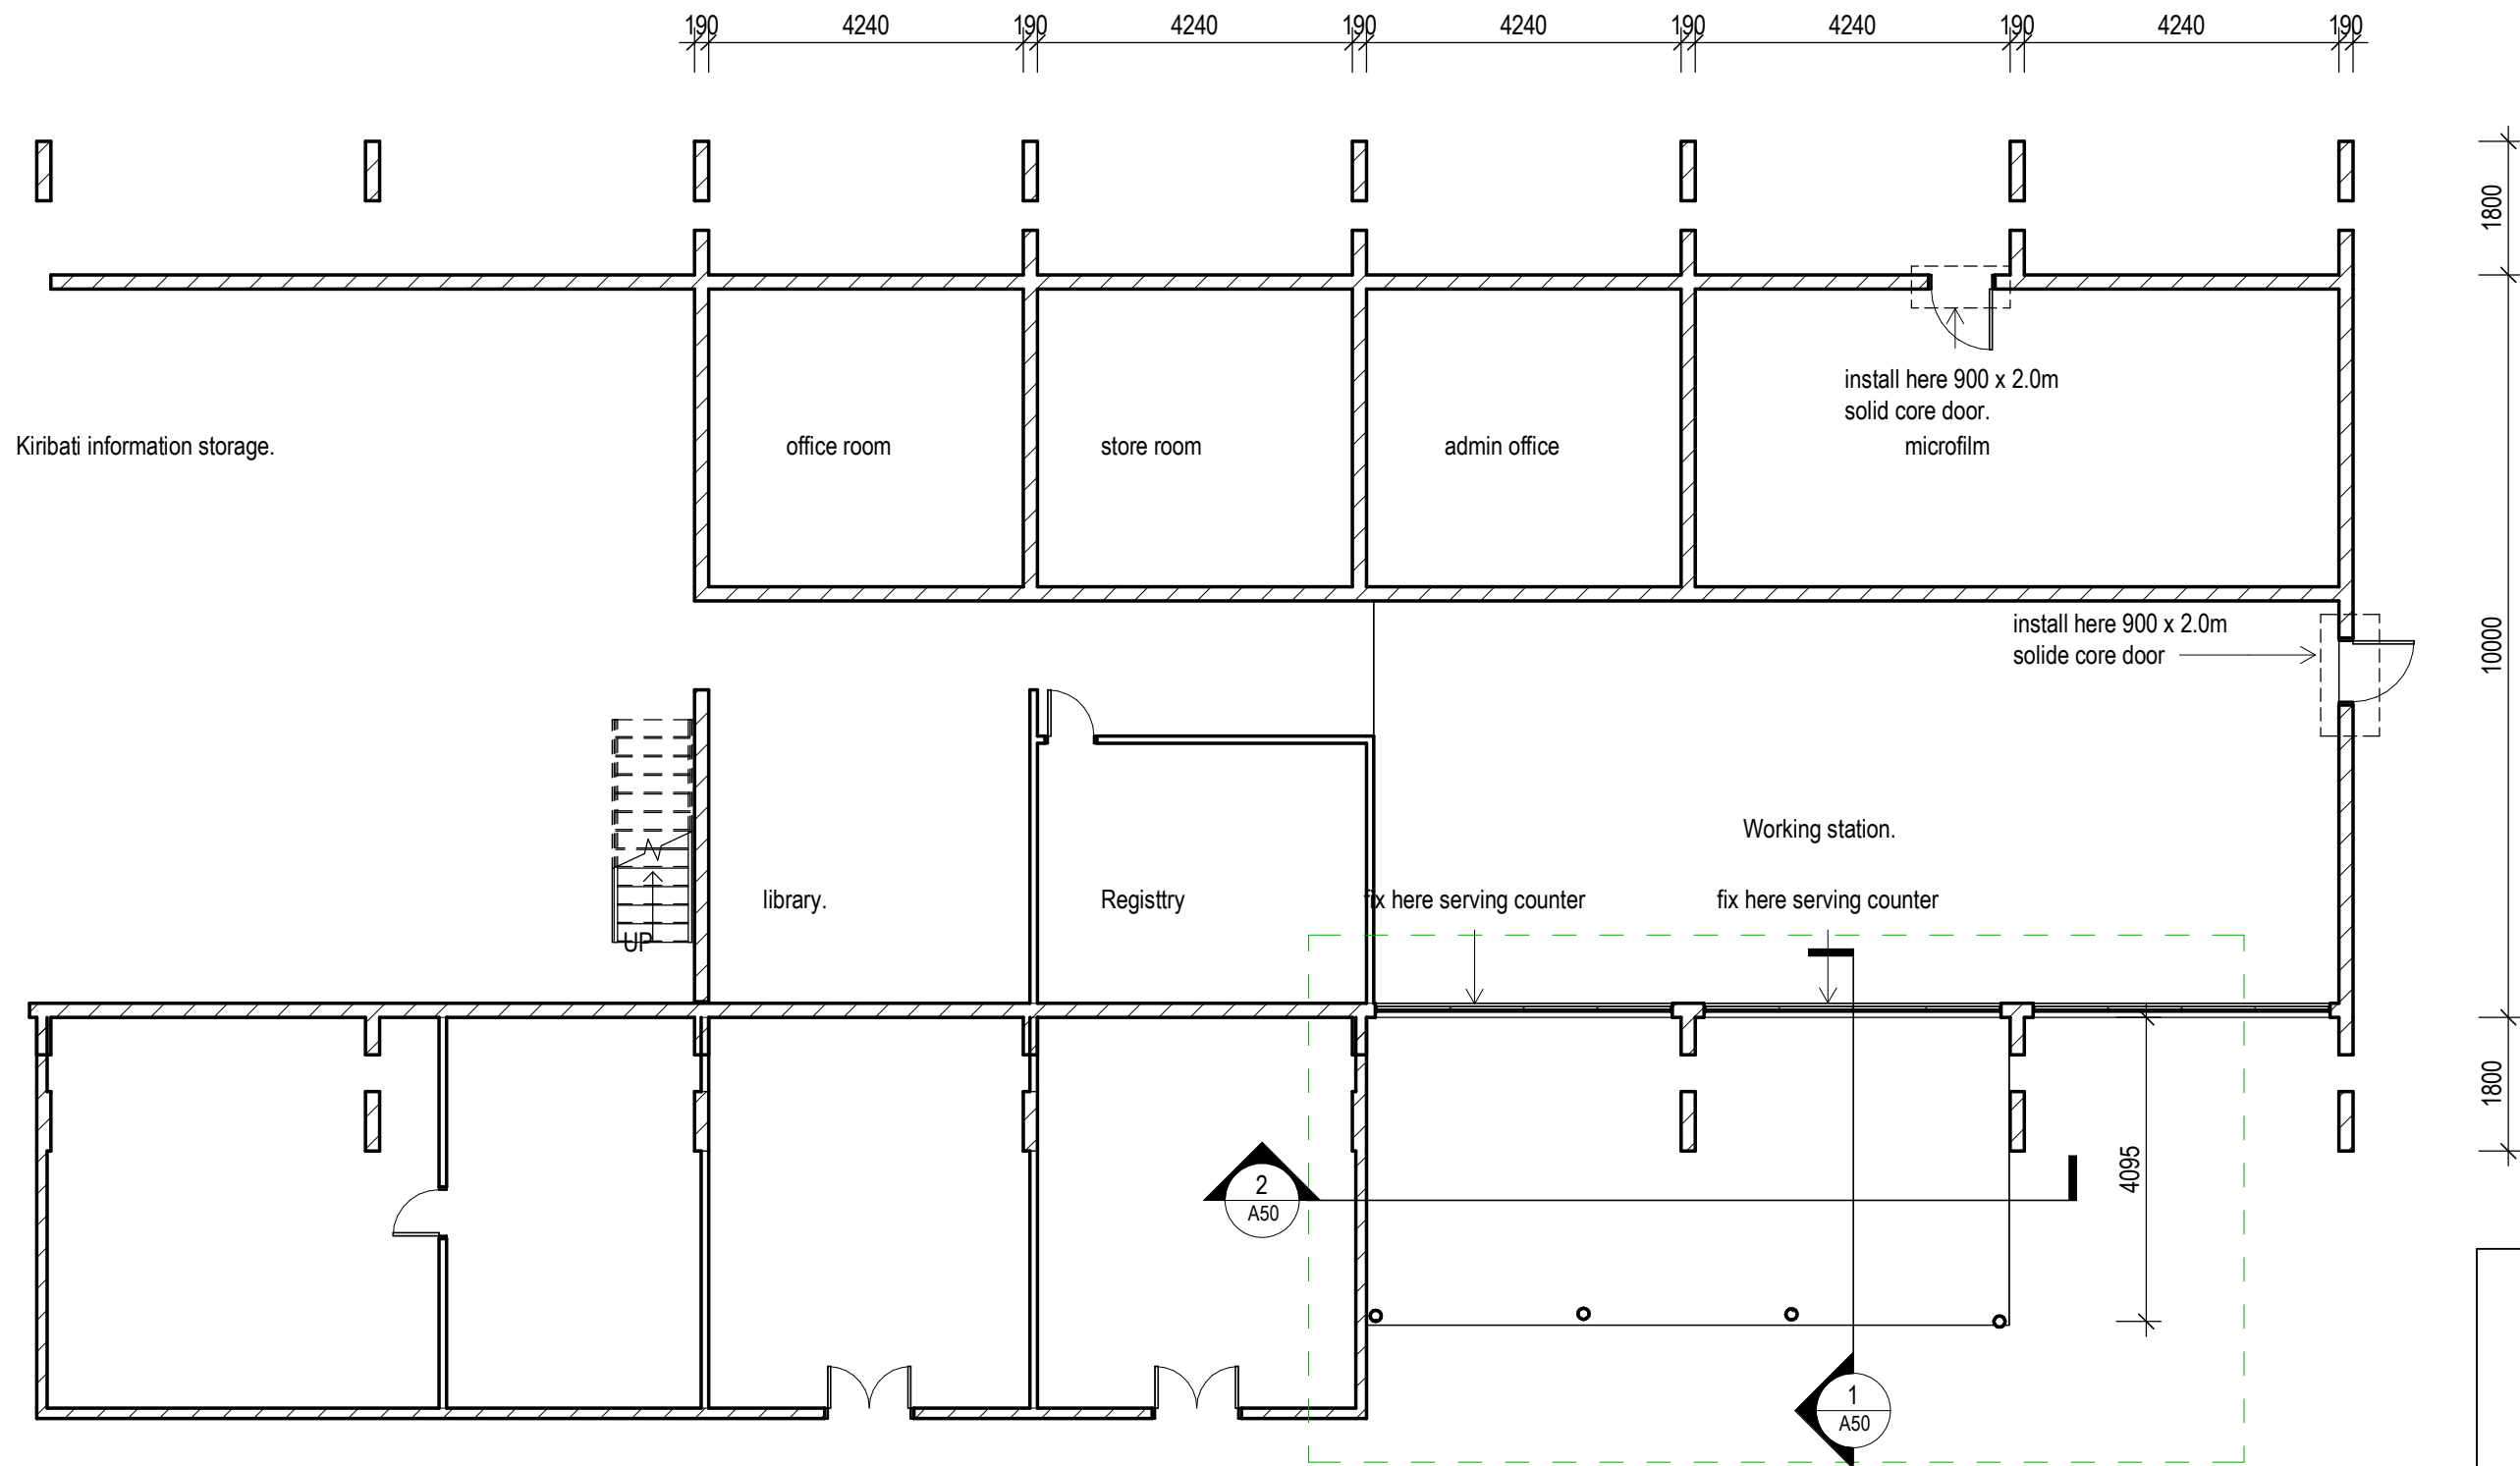 190 4240 190 4240 190 4240 190 4240 190 4240 190
1800
install here 900 x 2.0m
solid core door.
Kiribati information storage.
office room
store room
admin office
microfilm
install here 900 x 2.0m
solide core door
10000
Working station.
library.
Registtry
fix here serving counter
fix here serving counter
UP
1800
4095
2
A50
1
A50